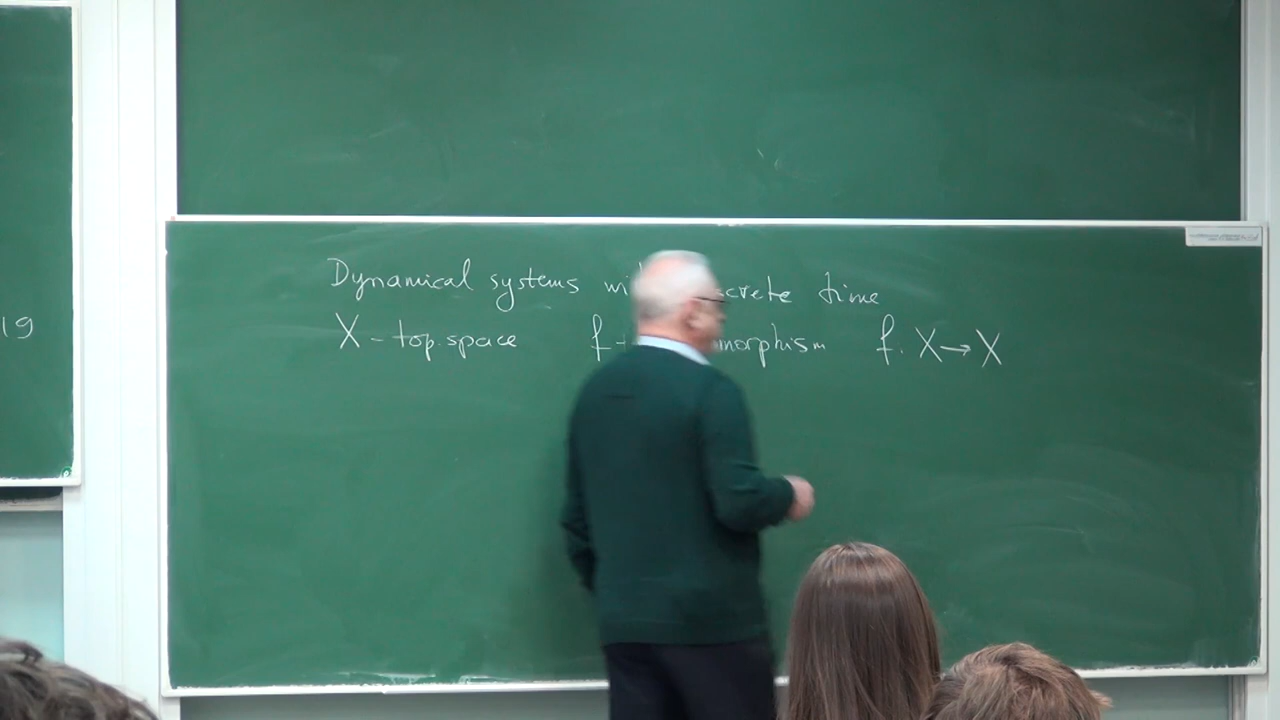 19
Dynamical systems wi crete time
X - top. space f - morphism f: X → X